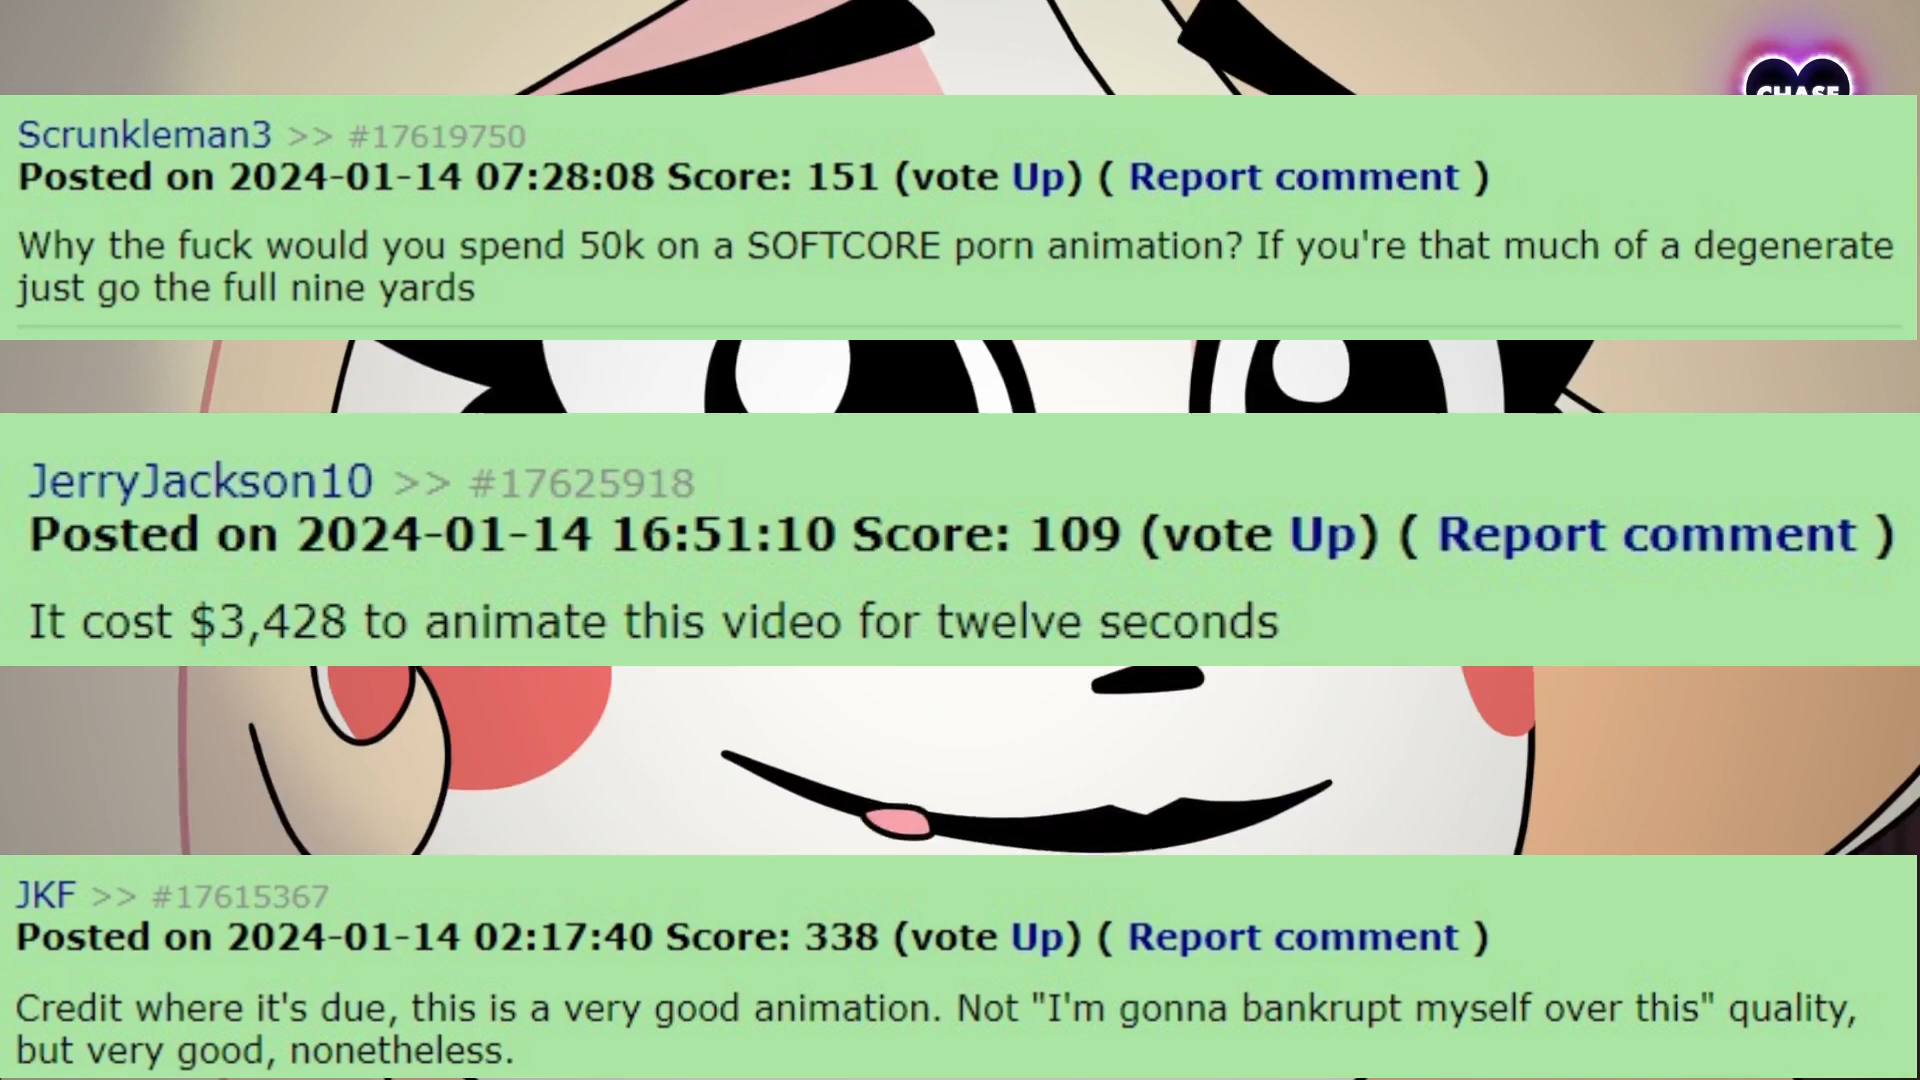 CHASE
Scrunkleman3 >> #17619750
Posted on 2024-01-14 07:28:08 Score: 151 (vote Up) ( Report comment )
Why the fuck would you spend 50k on a SOFTCORE porn animation? If you're that much of a degenerate
just go the full nine yards
JerryJackson10 >> #17625918
Posted on 2024-01-14 16:51:10 Score: 109 (vote Up) ( Report comment )
It cost $3,428 to animate this video for twelve seconds
JKF >> #17615367
Posted on 2024-01-14 02:17:40 Score: 338 (vote Up) ( Report comment )
Credit where it's due, this is a very good animation. Not "I'm gonna bankrupt myself over this" quality,
but very good, nonetheless.